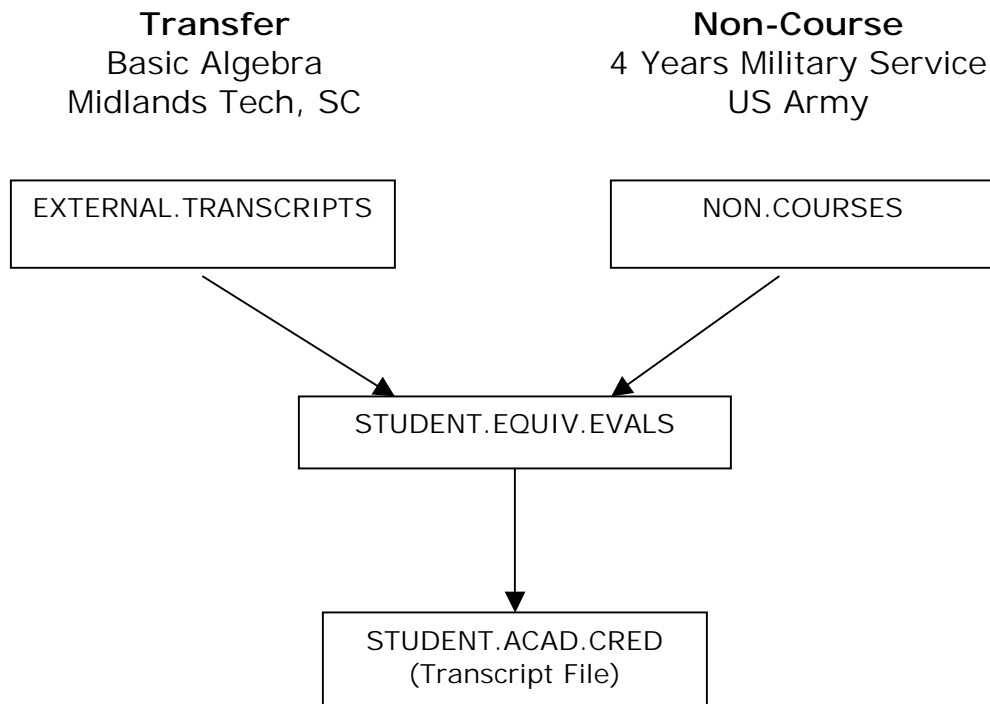 Transfer
Basic Algebra
Midlands Tech, SC
Non-Course
4 Years Military Service
US Army
EXTERNAL.TRANSCRIPTS
NON.COURSES
STUDENT.EQUIV.EVALS
STUDENT.ACAD.CRED
(Transcript File)